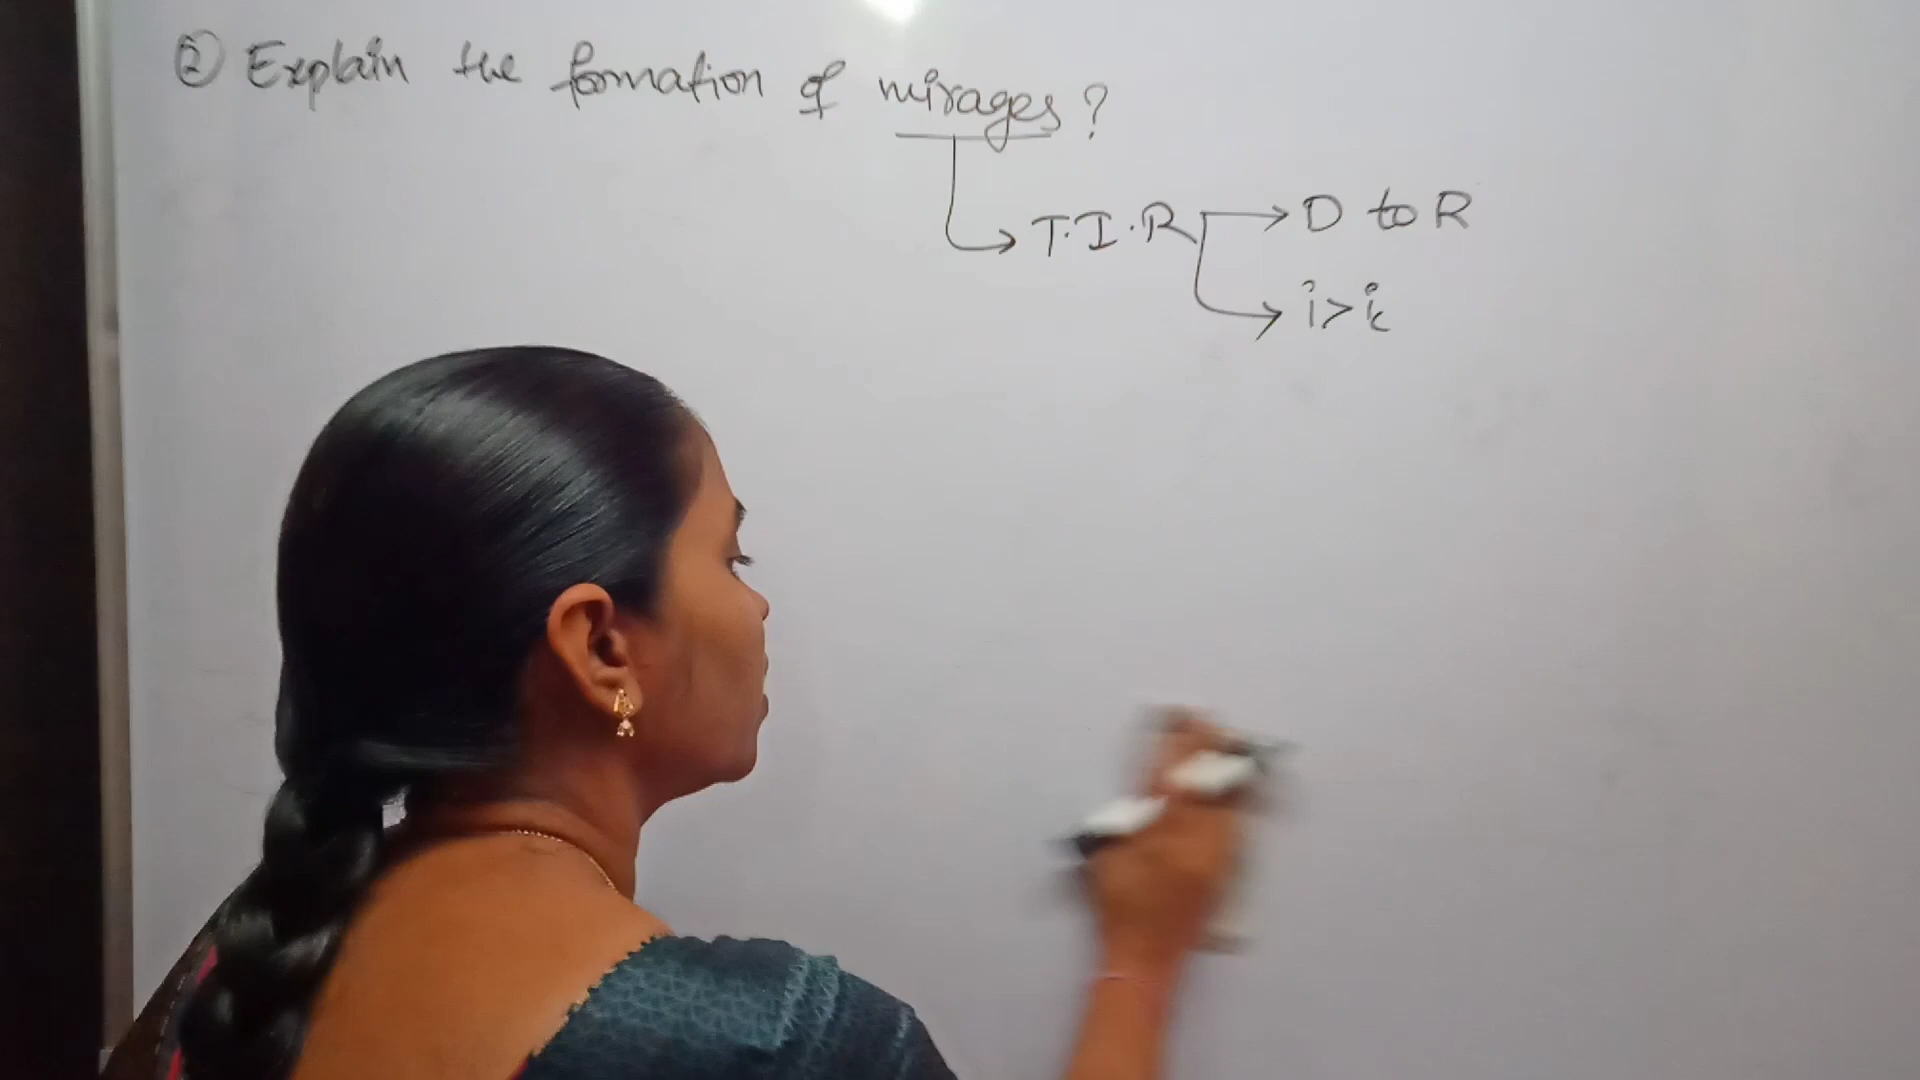 ② Explain the formation of mirages?
T.I.R → D to R
i > ic